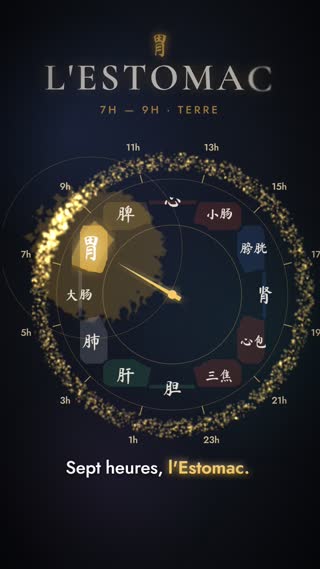 胃
L'ESTOMAC
7H — 9H · TERRE
11h
13h
9h
15h
心
脾
小肠
胃
膀胱
7h
17
大肠
肾
5h
19
肺
心包
肝
三焦
胆
3h
21h
1h
23h
Sept heures, l'Estomac.